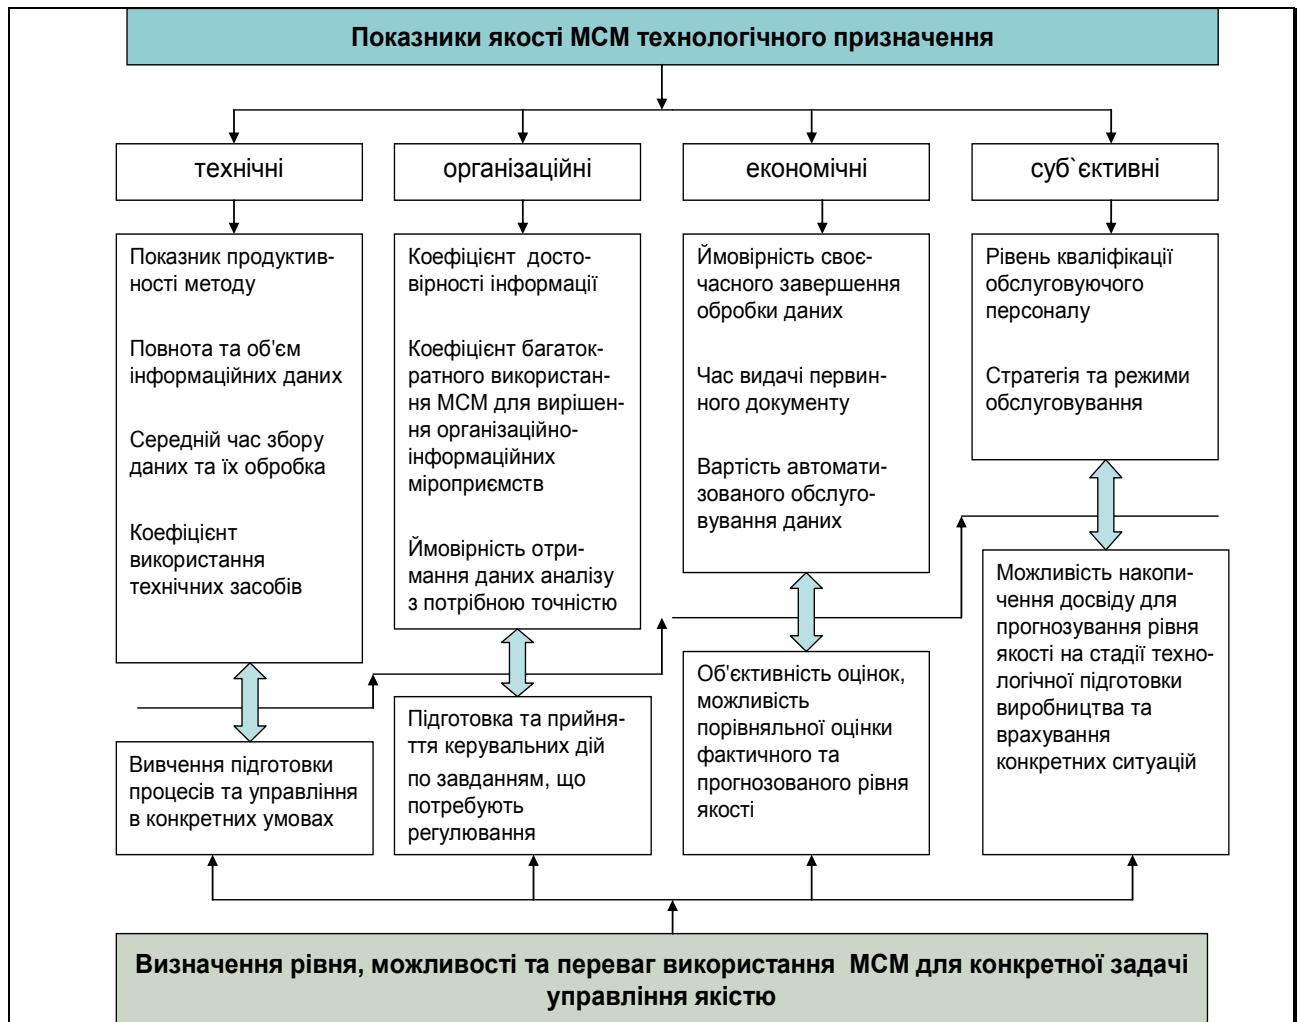 Показники якості МСМ технологічного призначення
технічні
організаційні
економічні
суб`єктивні
Показник продуктив-
ності методу
Повнота та об'єм
інформаційних даних
Середній час збору
даних та їх обробка
Коефіцієнт
використання
технічних засобів
Коефіцієнт досто-
вірності інформації
Коефіцієнт багаток-
ратного використан-
ня МСМ для вирішен-
ня організаційно-
інформаційних
міроприємств
Ймовірність отри-
мання даних аналізу
з потрібною точністю
Ймовірність своє-
часного завершення
обробки даних
Час видачі первин-
ного документу
Вартість автомати-
зованого обслуго-
вування даних
Рівень кваліфікації
обслуговуючого
персоналу
Стратегія та режими
обслуговування
Вивчення підготовки
процесів та управління
в конкретних умовах
Підготовка та прийня-
ття керувальних дій
по завданням, що
потребують
регулювання
Об'єктивність оцінок,
можливість
порівняльної оцінки
фактичного та
прогнозованого рівня
якості
Можливість накопи-
чення досвіду для
прогнозування рівня
якості на стадії техно-
логічної підготовки
виробництва та
врахування
конкретних ситуацій
Визначення рівня, можливості та переваг використання МСМ для конкретної задачі
управління якістю